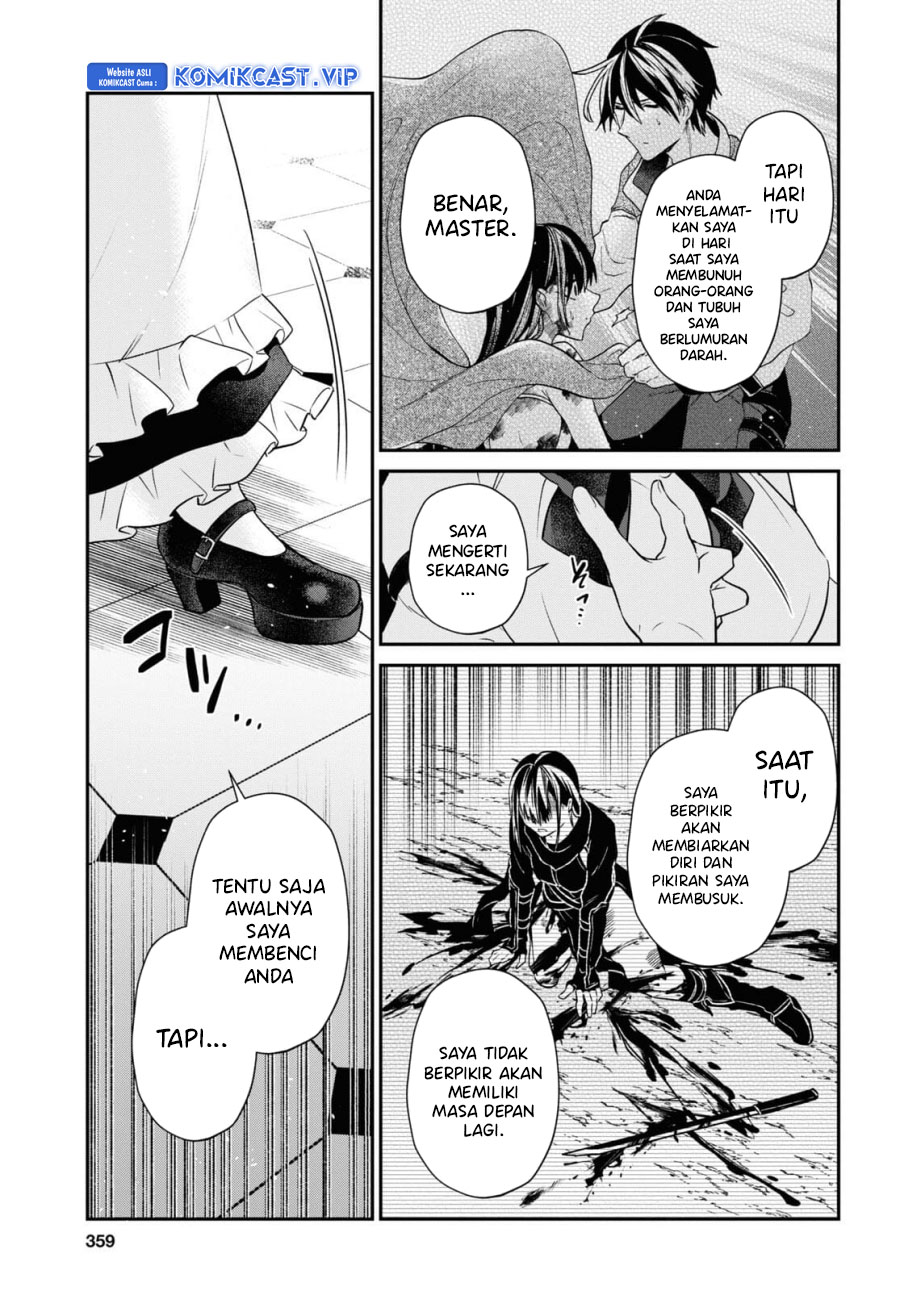 Website ASLI
KOMIKCAST Cuma :
KOMIKCAST.VIP
TAPI
HARI
ITU
ANDA
MENYELAMAT-
KAN SAYA
DI HARI
SAAT SAYA
MEMBUNUH
ORANG-ORANG
DAN TUBUH
SAYA
BERLUMURAN
DARAH.
BENAR,
MASTER.
SAYA
MENGERTI
SEKARANG
...
SAAT
ITU,
SAYA
BERPIKIR
AKAN
MEMBIARKAN
DIRI DAN
PIKIRAN SAYA
MEMBUSUK.
SAYA TIDAK
BERPIKIR AKAN
MEMILIKI
MASA DEPAN
LAGI.
TENTU SAJA
AWALNYA
SAYA
MEMBENCI
ANDA
TAPI...
359